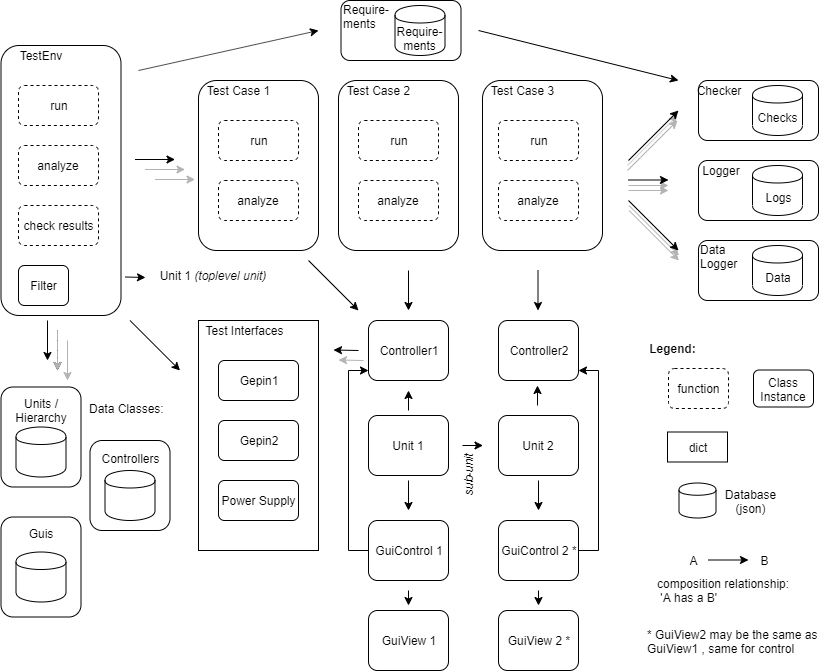 Require-
ments
Require-
ments
TestEnv
run
analyze
check results
Filter
Test Case 1
run
analyze
Test Case 2
run
analyze
Test Case 3
run
analyze
Checker
Checks
Logger
Logs
Data
Logger
Data
Unit 1 (toplevel unit)
Test Interfaces
Gepin1
Gepin2
Power Supply
Controller1
Controller2
Unit 1
sub-unit
Unit 2
GuiControl 1
GuiControl 2 *
GuiView 1
GuiView 2 *
Units /
Hierarchy
Data Classes:
Controllers
Guis
Legend:
function
Class
Instance
dict
Database
(json)
A
B
composition relationship:
'A has a B'
* GuiView2 may be the same as
GuiView1 , same for control